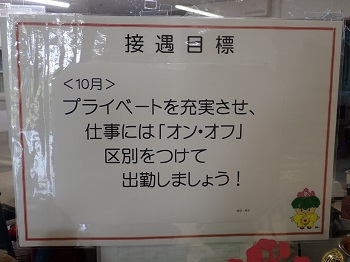 接遇目標
＜10月＞
プライベートを充実させ、
仕事には「オン・オフ」
区別をつけて
出勤しましょう！